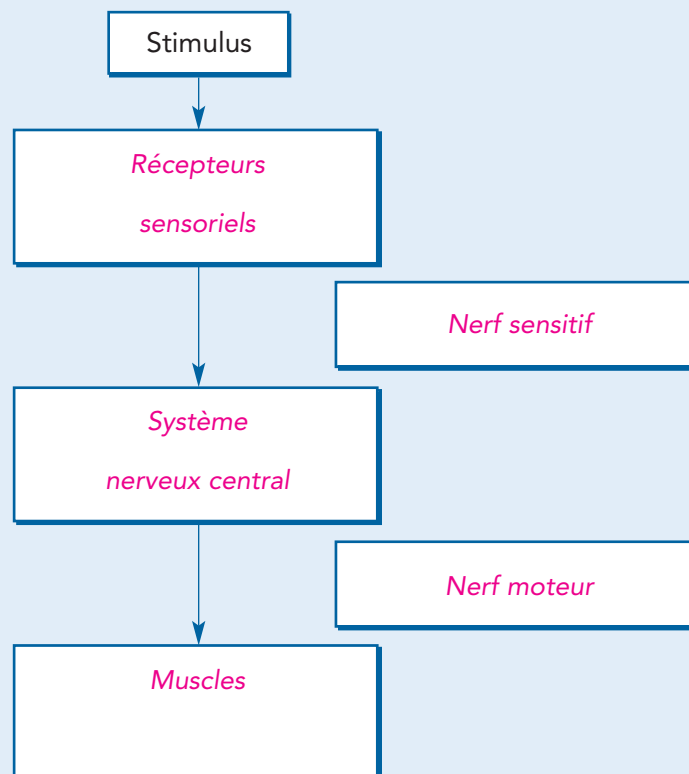 Stimulus
Récepteurs
sensoriels
Nerf sensitif
Système
nerveux central
Nerf moteur
Muscles